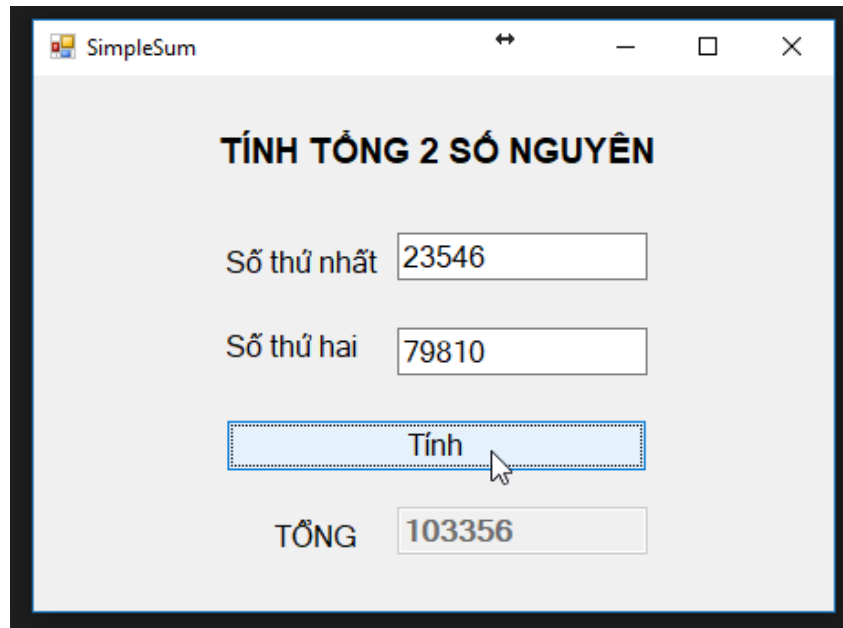 SimpleSum
TÍNH TỔNG 2 SỐ NGUYÊN
Số thứ nhất 23546
Số thứ hai 79810
Tính
TỔNG 103356